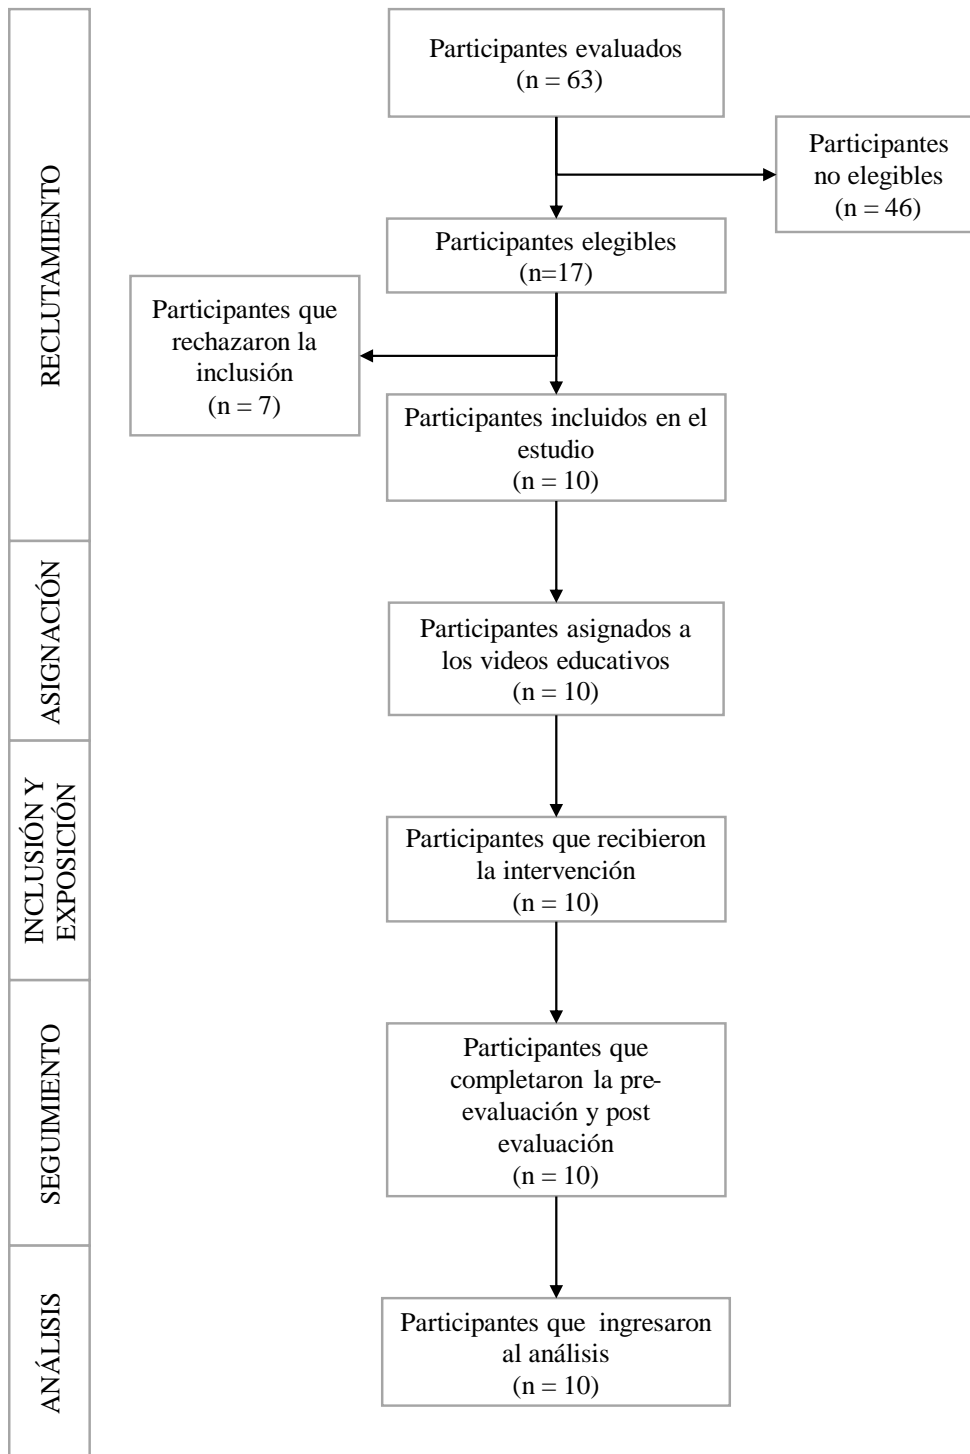 RECLUTAMIENTO
Participantes evaluados
(n = 63)
Participantes
no elegibles
(n = 46)
Participantes elegibles
(n=17)
Participantes que
rechazaron la
inclusión
(n = 7)
Participantes incluidos en el
estudio
(n = 10)
ASIGNACIÓN
Participantes asignados a
los videos educativos
(n = 10)
INCLUSIÓN Y
EXPOSICIÓN
Participantes que recibieron
la intervención
(n = 10)
SEGUIMIENTO
Participantes que
completaron la pre-
evaluación y post
evaluación
(n = 10)
ANÁLISIS
Participantes que ingresaron
al análisis
(n = 10)